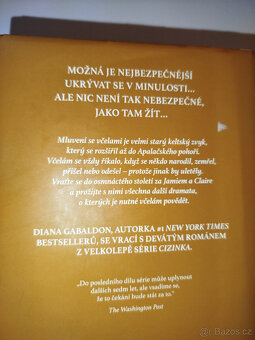 MOŽNÁ JE NEJBEZPEČNĚJŠÍ
UKRÝVAT SE V MINULOSTI...
ALE NIC NENÍ TAK NEBEZPEČNÉ,
JAKO TAM ŽÍT...
Mluvení se včelami je velmi starý keltský zvyk,
který se rozšířil až do Apalačského pohoří.
Včelám se vždy říkalo, když se někdo narodil, zemřel,
přišel nebo odešel – protože jinak by uletěly.
Vraťte se do osmnáctého století za Jamiem a Claire
a prožijte s nimi všechna další dramata,
o kterých je nutné včelám povědět.
DIANA GABALDON, AUTORKA #1 NEW YORK TIMES
BESTSELLERŮ, SE VRACÍ S DEVÁTÝM ROMÁNEM
Z VELKOLEPÉ SÉRIE CIZINKA.
„Do posledního dílu série může uplynout
dalších sedm let, ale vsadíme se,
že to čekání bude stát za to.“
The Washington Post
Bazoš.cz